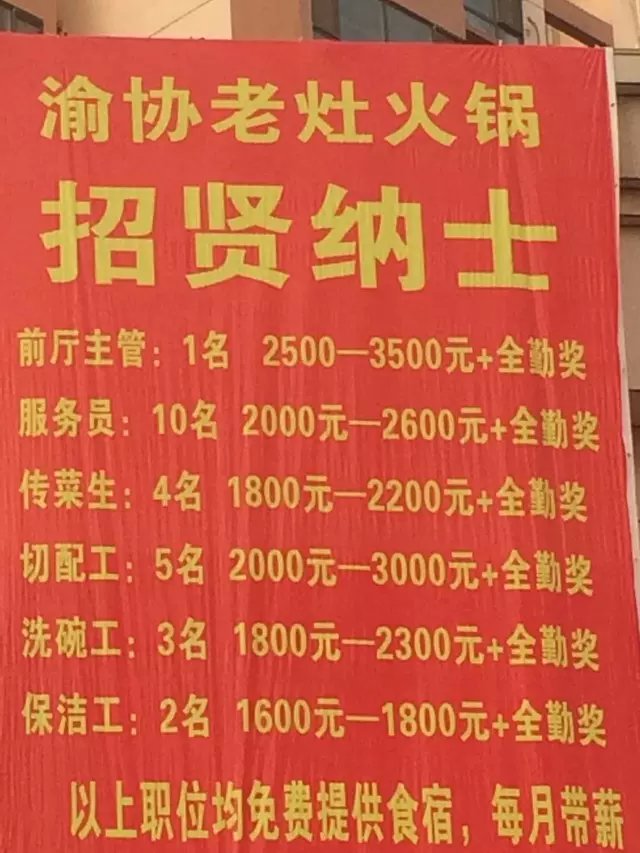 渝协老灶火锅
招贤纳士
前厅主管：1名 2500—3500元+全勤奖
服务员：10名 2000元—2600元+全勤奖
传菜生：4名 1800元—2200元+全勤奖
切配工：5名 2000元—3000元+全勤奖
洗碗工：3名 1800元—2300元+全勤奖
保洁工：2名 1600元—1800元+全勤奖
以上职位均免费提供食宿，每月带薪